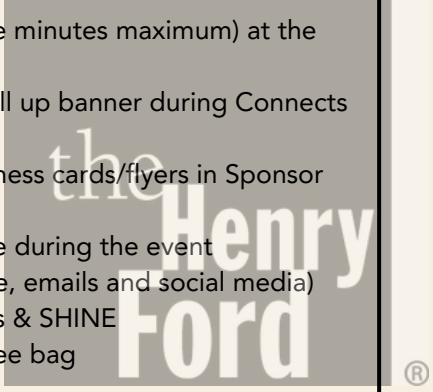 e minutes maximum) at the
ll up banner during Connects
ness cards/flyers in Sponsor
e during the event
e, emails and social media)
s & SHINE
ee bag
the
Henry
Ford
®